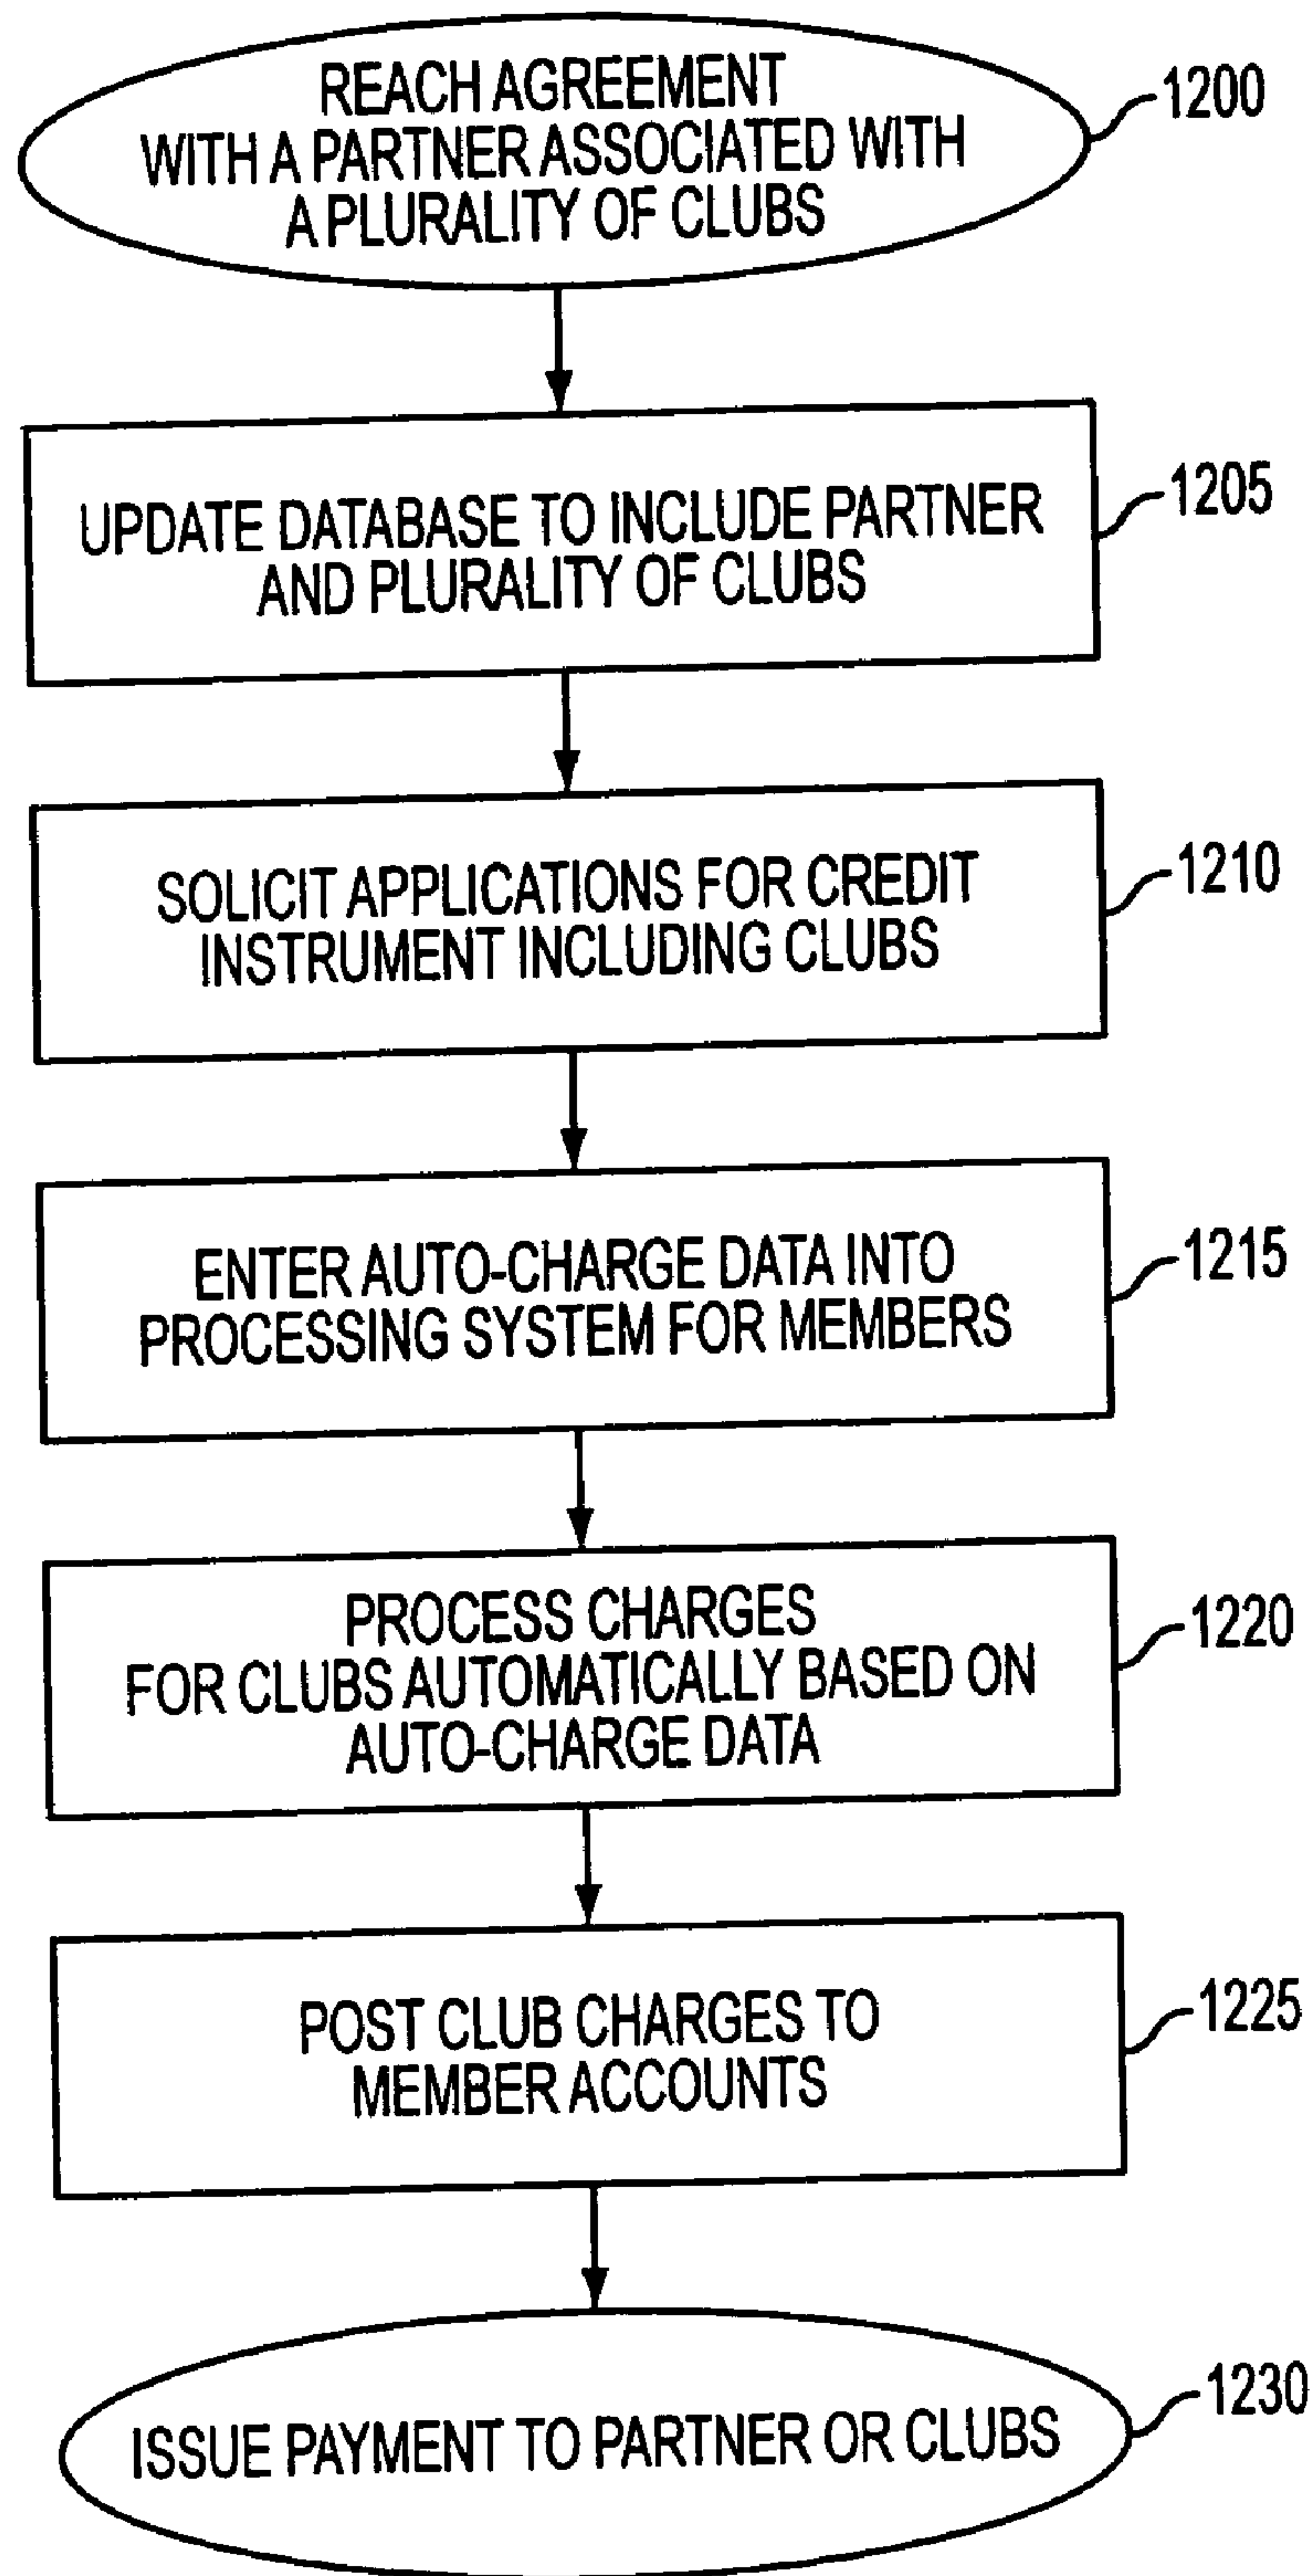 REACH AGREEMENT
WITH A PARTNER ASSOCIATED WITH
A PLURALITY OF CLUBS
1200
UPDATE DATABASE TO INCLUDE PARTNER
AND PLURALITY OF CLUBS
1205
SOLICIT APPLICATIONS FOR CREDIT
INSTRUMENT INCLUDING CLUBS
1210
ENTER AUTO-CHARGE DATA INTO
PROCESSING SYSTEM FOR MEMBERS
1215
PROCESS CHARGES
FOR CLUBS AUTOMATICALLY BASED ON
AUTO-CHARGE DATA
1220
POST CLUB CHARGES TO
MEMBER ACCOUNTS
1225
ISSUE PAYMENT TO PARTNER OR CLUBS
1230